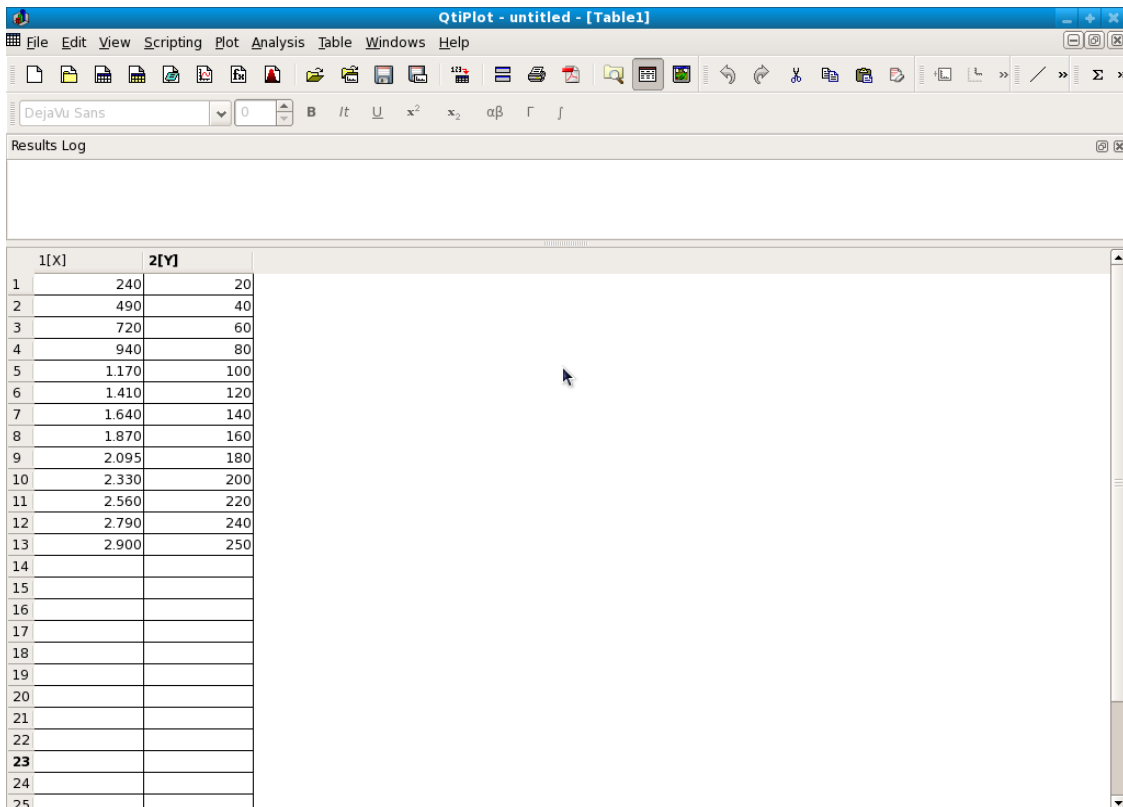 QtiPlot - untitled - [Table1]
File Edit View Scripting Plot Analysis Table Windows Help
DejaVu Sans 0 B It U x² x₂ αβ Γ ∫
Results Log
1[X] 2[Y]
1 240 20
2 490 40
3 720 60
4 940 80
5 1.170 100
6 1.410 120
7 1.640 140
8 1.870 160
9 2.095 180
10 2.330 200
11 2.560 220
12 2.790 240
13 2.900 250
14
15
16
17
18
19
20
21
22
23
24
25